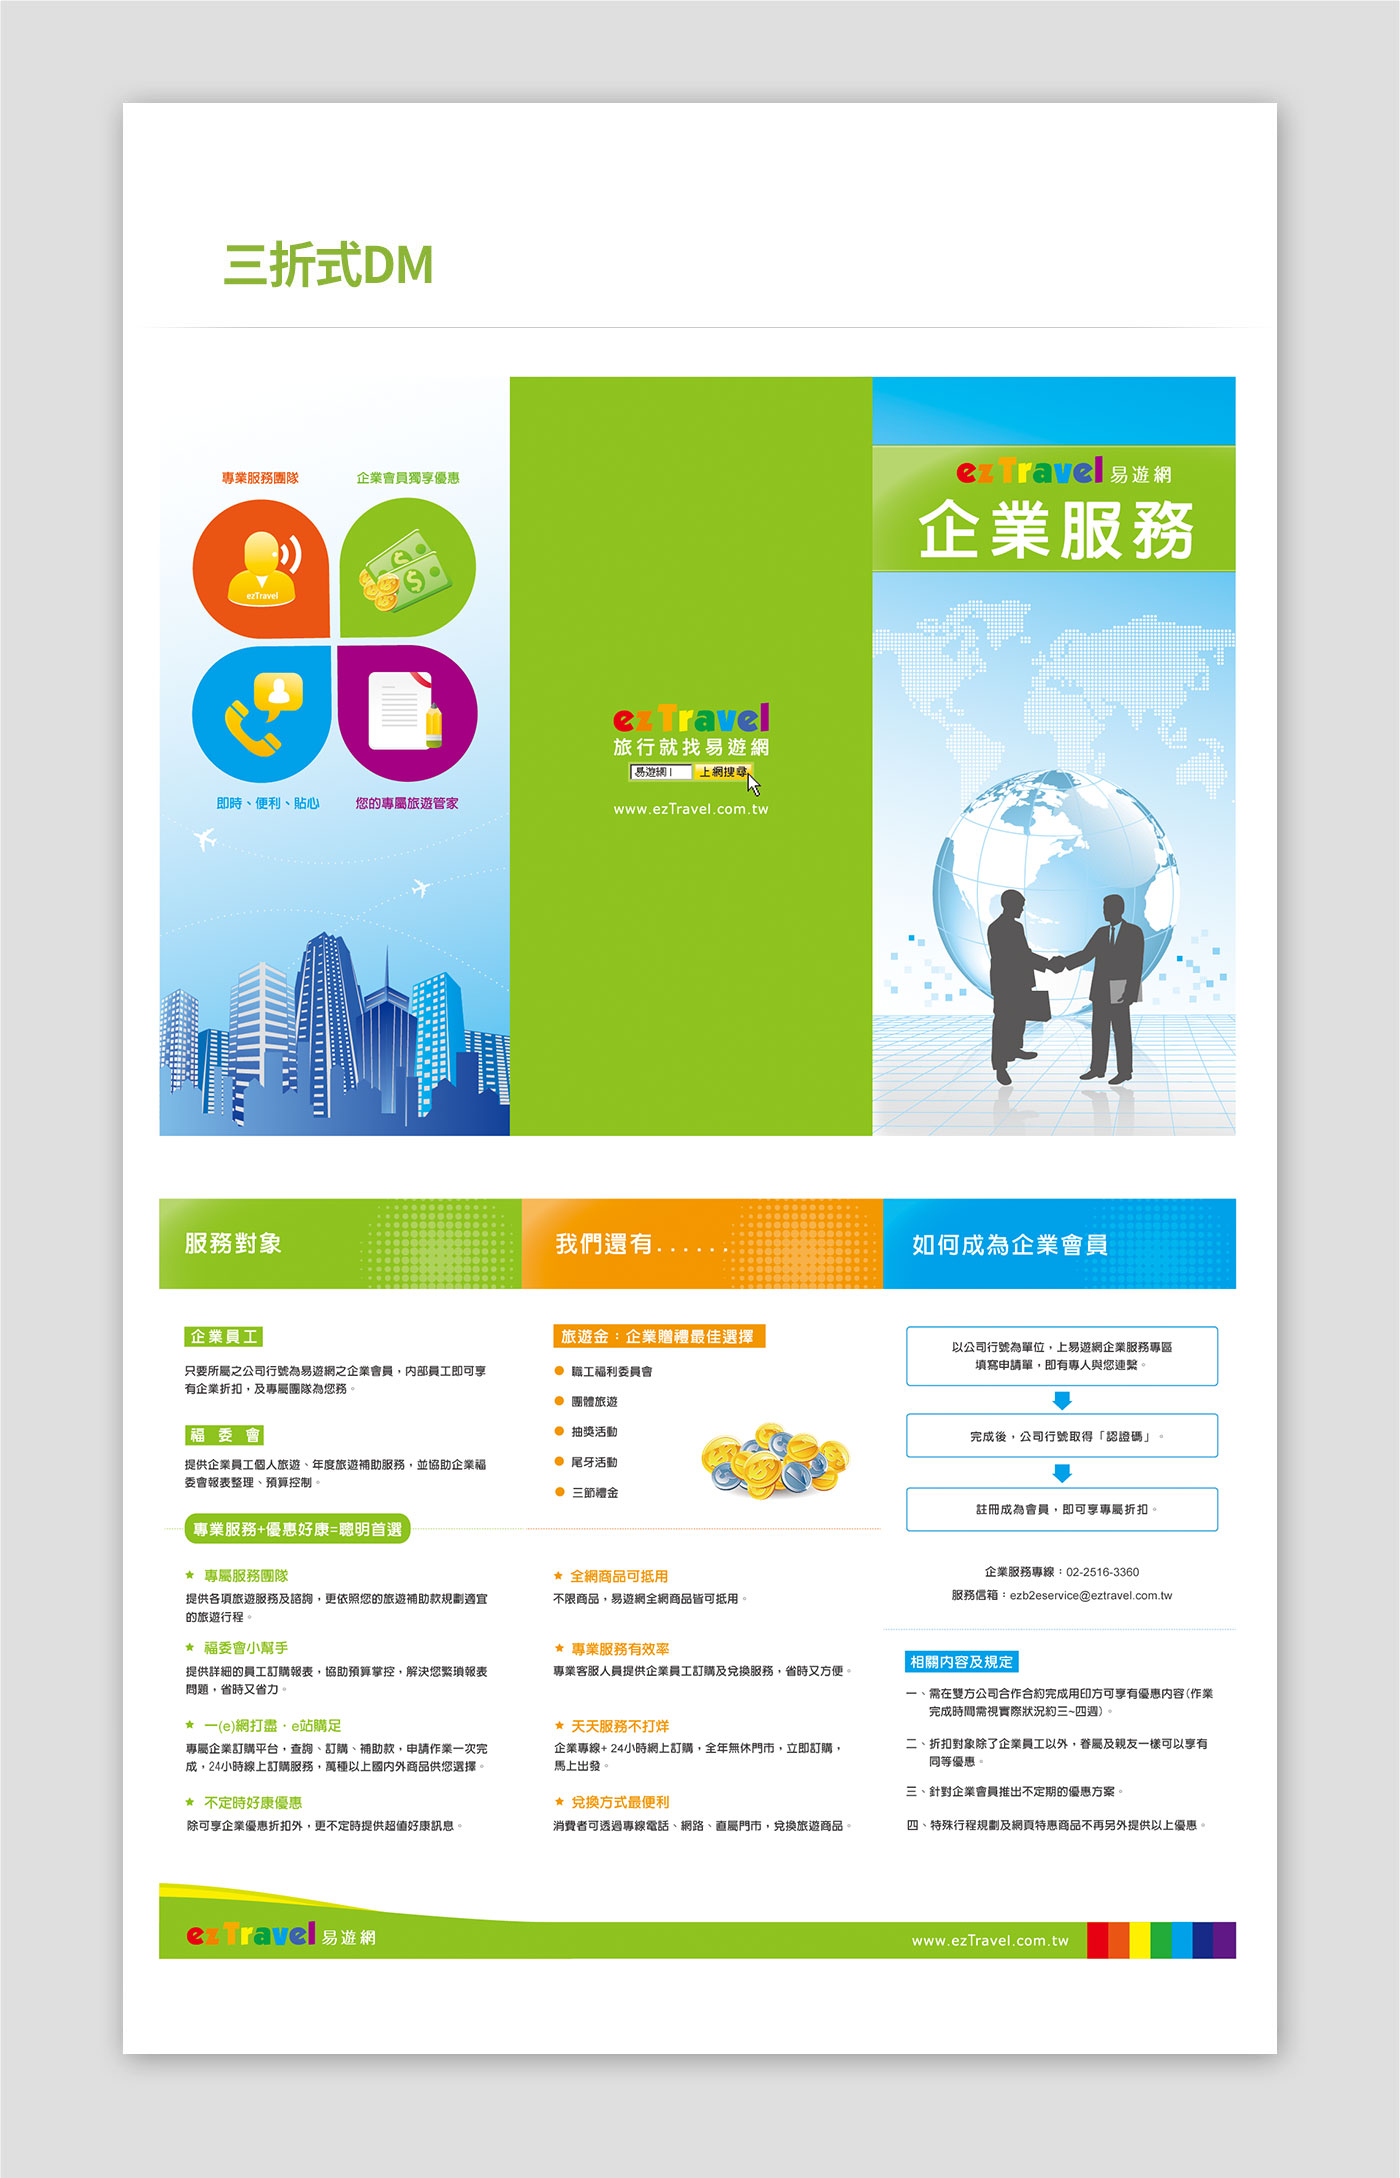 三折式DM
專業服務團隊
企業會員獨享優惠
ezTravel
即時、便利、貼心
您的專屬旅遊管家
ezTravel
旅行就找易遊網
易遊網 上網搜尋
www.ezTravel.com.tw
ezTravel 易遊網
企業服務
服務對象
企業員工
只要所屬之公司行號為易遊網之企業會員，內部員工即可享
有企業折扣，及專屬團隊為您務。
福委會
提供企業員工個人旅遊、年度旅遊補助服務，並協助企業福
委會報表整理、預算控制。
專業服務+優惠好康=聰明首選
★ 專屬服務團隊
提供各項旅遊服務及諮詢，更依照您的旅遊補助款規劃適宜
的旅遊行程。
★ 福委會小幫手
提供詳細的員工訂購報表，協助預算掌控，解決您繁瑣報表
問題，省時又省力。
★ 一(e)網打盡．e站購足
專屬企業訂購平台，查詢、訂購、補助款，申請作業一次完
成，24小時線上訂購服務，萬種以上國內外商品供您選擇。
★ 不定時好康優惠
除可享企業優惠折扣外，更不定時提供超值好康訊息。
我們還有......
旅遊金：企業贈禮最佳選擇
● 職工福利委員會
● 團體旅遊
● 抽獎活動
● 尾牙活動
● 三節禮金
★ 全網商品可抵用
不限商品，易遊網全網商品皆可抵用。
★ 專業服務有效率
專業客服人員提供企業員工訂購及兌換服務，省時又方便。
★ 天天服務不打烊
企業專線+ 24小時網上訂購，全年無休門市，立即訂購，
馬上出發。
★ 兌換方式最便利
消費者可透過專線電話、網路、直屬門市，兌換旅遊商品。
如何成為企業會員
以公司行號為單位，上易遊網企業服務專區
填寫申請單，即有專人與您連繫。
完成後，公司行號取得「認證碼」。
註冊成為會員，即可享專屬折扣。
企業服務專線：02-2516-3360
服務信箱：ezb2eservice@eztravel.com.tw
相關內容及規定
一、需在雙方公司合作合約完成用印方可享有優惠內容(作業
完成時間需視實際狀況約三~四週)。
二、折扣對象除了企業員工以外，眷屬及親友一樣可以享有
同等優惠。
三、針對企業會員推出不定期的優惠方案。
四、特殊行程規劃及網頁特惠商品不再另外提供以上優惠。
ezTravel 易遊網
www.ezTravel.com.tw